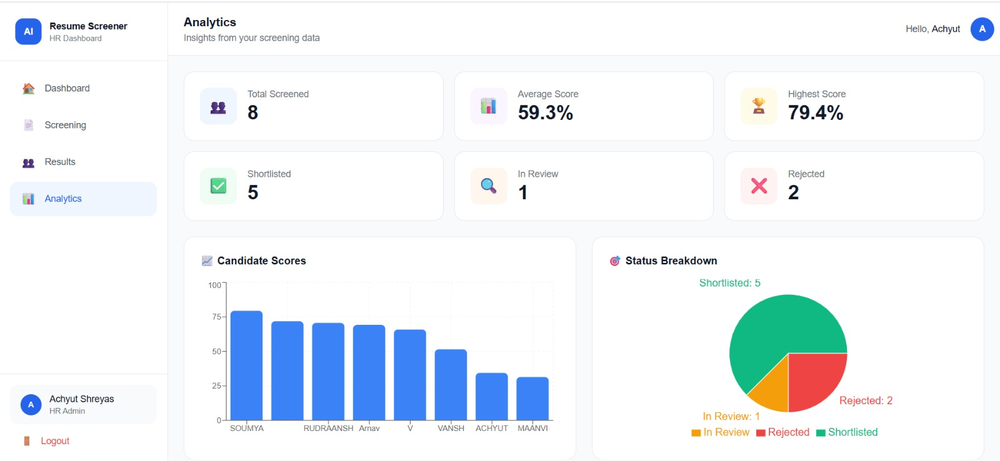 AI
Resume Screener
HR Dashboard
Dashboard
Screening
Results
Analytics
Achyut Shreyas
A
HR Admin
Logout
Analytics
Insights from your screening data
Hello, Achyut
A
Total Screened
8
Average Score
59.3%
Highest Score
79.4%
Shortlisted
5
In Review
1
Rejected
2
Candidate Scores
100
75
50
25
0
SOUMYA RUDRAANSH Arnav V VANSH ACHYUT MAANVI
Status Breakdown
Shortlisted: 5
Rejected: 2
In Review: 1
In Review Rejected Shortlisted